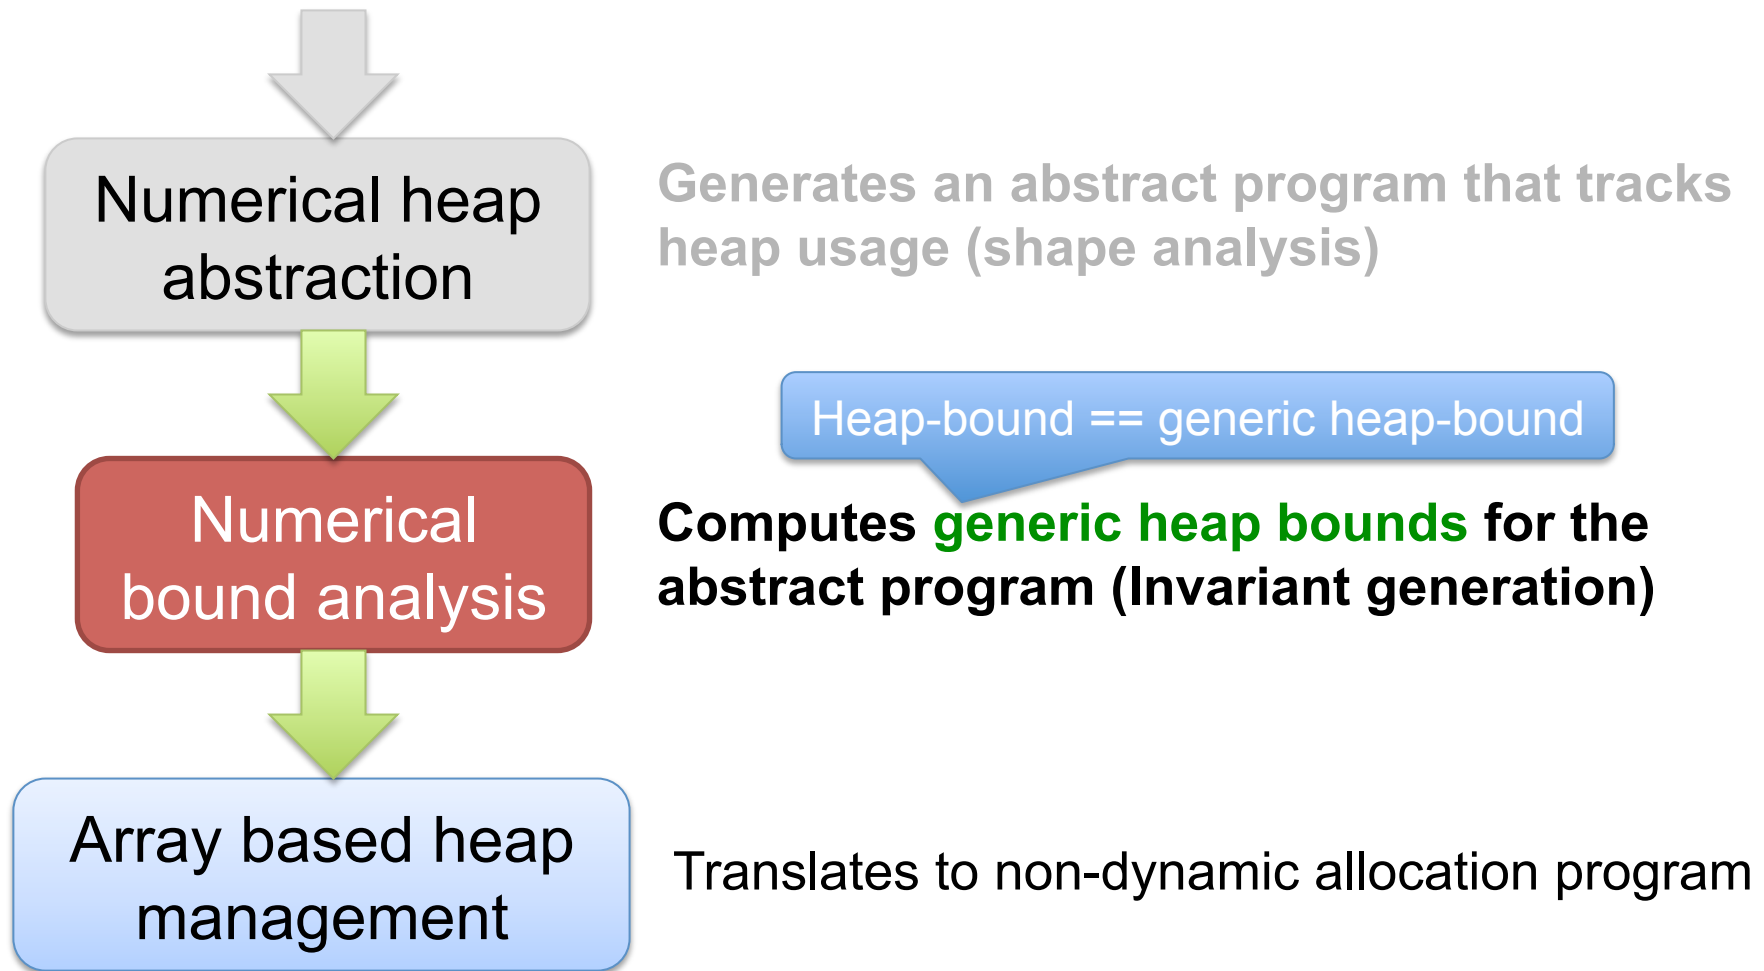 Numerical heap
abstraction
Generates an abstract program that tracks
heap usage (shape analysis)
Heap-bound == generic heap-bound
Numerical
bound analysis
Computes generic heap bounds for the
abstract program (Invariant generation)
Array based heap
management
Translates to non-dynamic allocation program